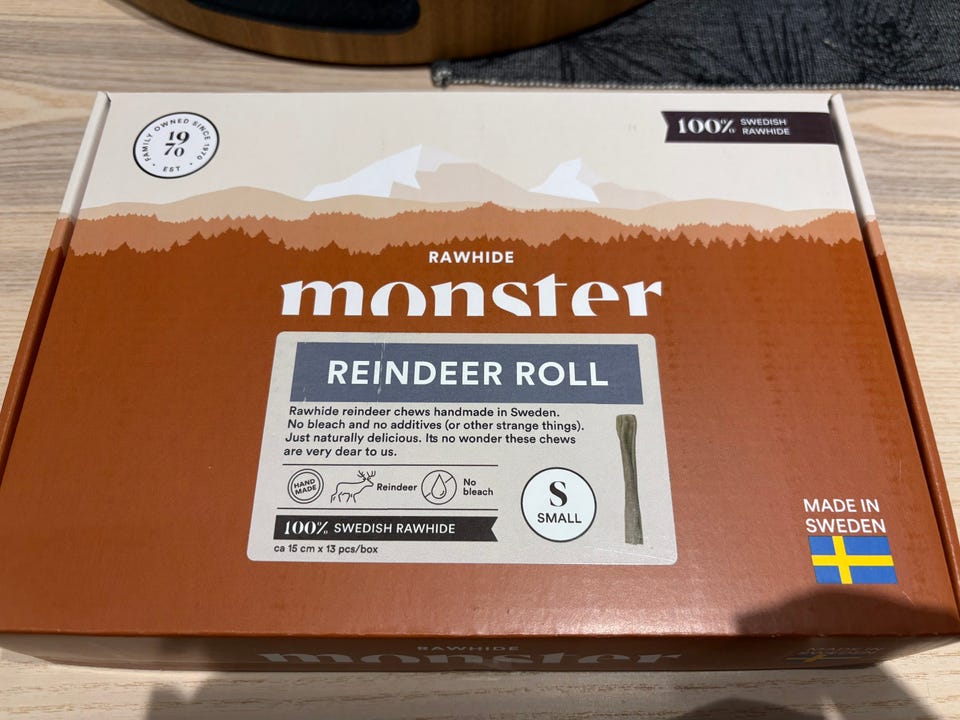 FAMILY OWNED SINCE 1970
19
70
EST
100% SWEDISH
RAWHIDE
RAWHIDE
monster
REINDEER ROLL
Rawhide reindeer chews handmade in Sweden.
No bleach and no additives (or other strange things).
Just naturally delicious. Its no wonder these chews
are very dear to us.
HAND
MADE
Reindeer
No
bleach
S
SMALL
100% SWEDISH RAWHIDE
ca 15 cm x 13 pcs/box
MADE IN
SWEDEN
RAWHIDE
monster
MADE IN
SWEDEN